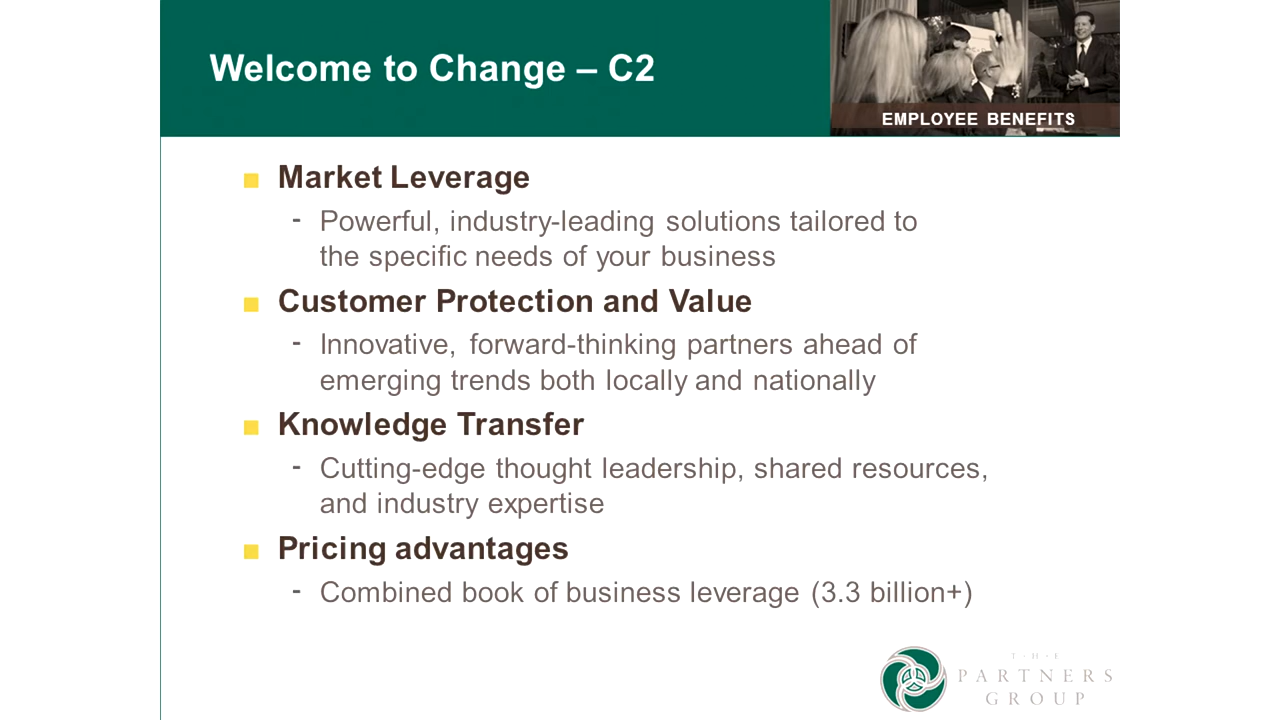 Welcome to Change – C2
EMPLOYEE BENEFITS
Market Leverage
- Powerful, industry-leading solutions tailored to
the specific needs of your business
Customer Protection and Value
- Innovative, forward-thinking partners ahead of
emerging trends both locally and nationally
Knowledge Transfer
- Cutting-edge thought leadership, shared resources,
and industry expertise
Pricing advantages
- Combined book of business leverage (3.3 billion+)
T·H·E
PARTNERS
GROUP